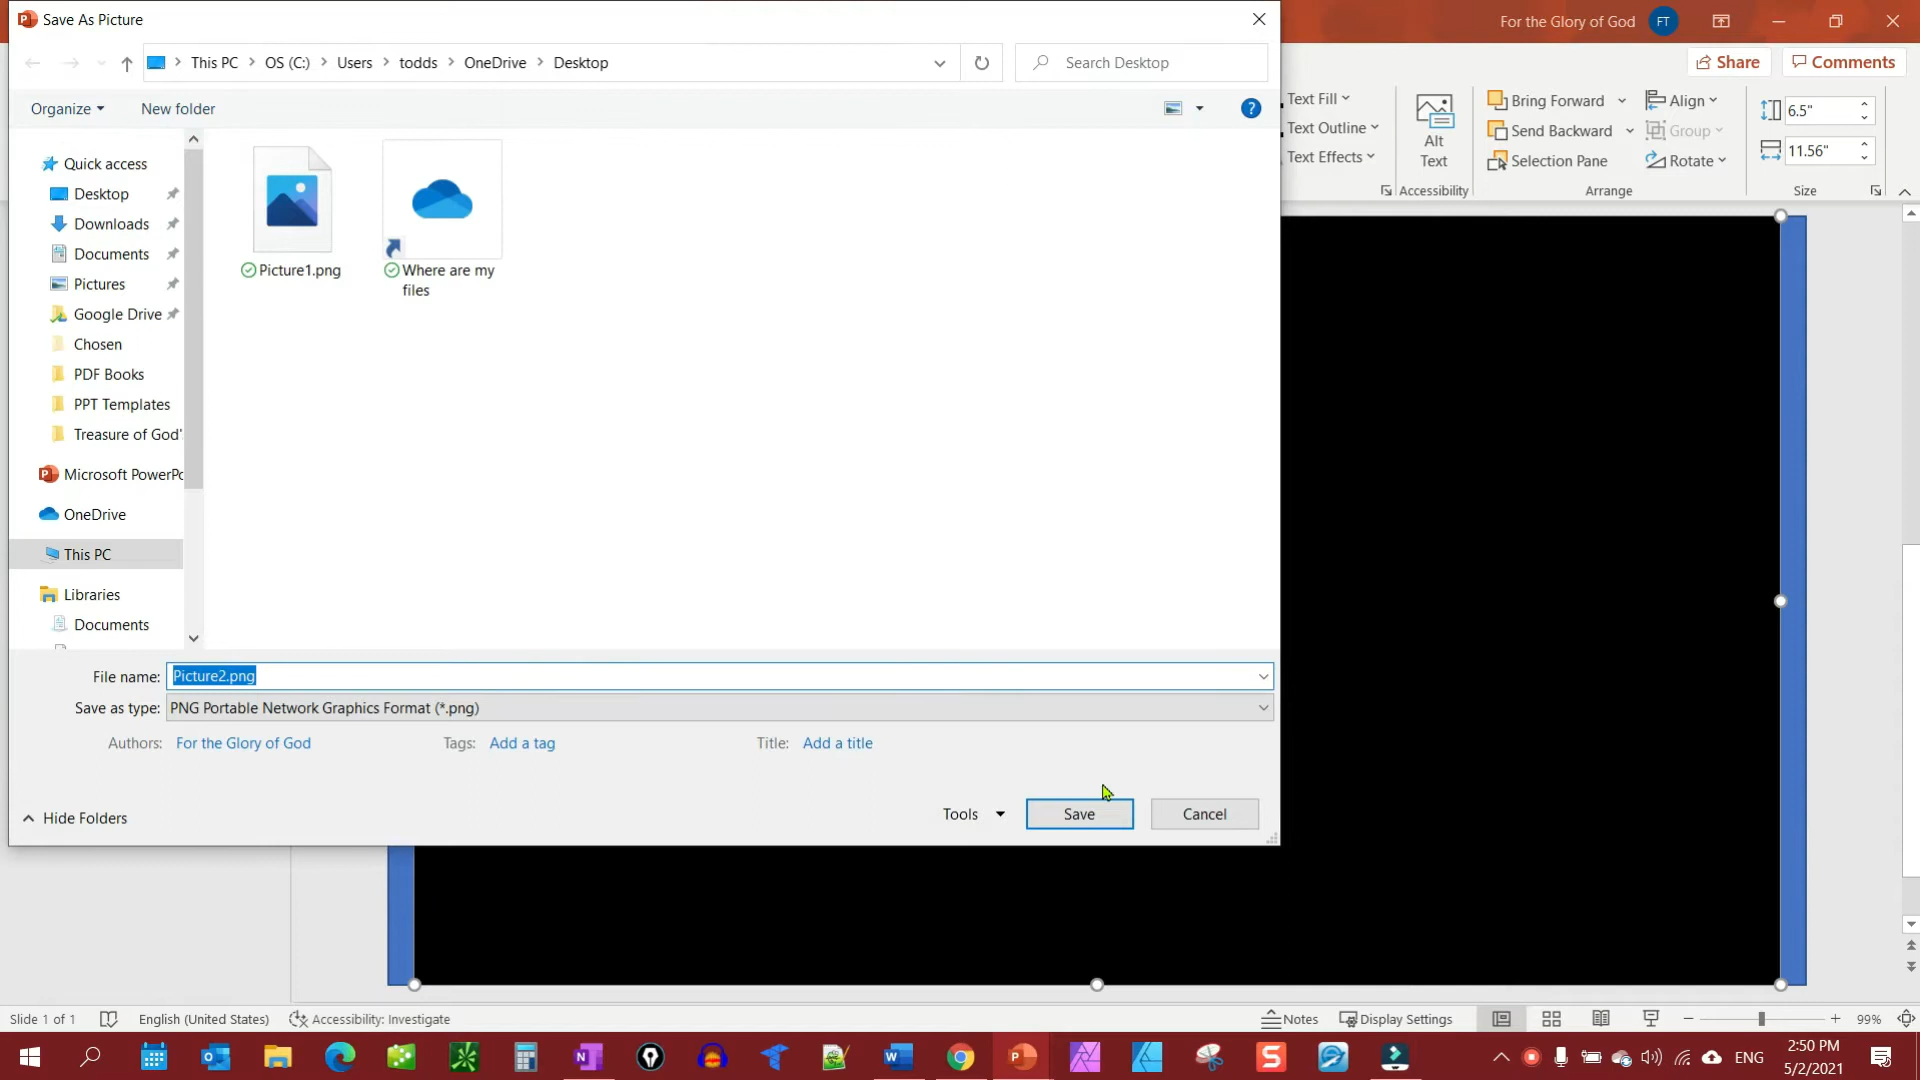 Save As Picture
For the Glory of God FT
This PC OS (C:) Users todds OneDrive Desktop
Search Desktop
Share
Comments
Organize
New folder
Text Fill
Text Outline
Text Effects
Alt
Text
Accessibility
Bring Forward
Send Backward
Selection Pane
Align
Group
Rotate
Arrange
6.5"
11.56"
Size
Quick access
Desktop
Downloads
Documents
Pictures
Google Drive
Chosen
PDF Books
PPT Templates
Treasure of God'
Microsoft PowerPo
OneDrive
This PC
Libraries
Documents
Picture1.png
Where are my
files
File name: Picture2.png
Save as type: PNG Portable Network Graphics Format (*.png)
Authors: For the Glory of God
Tags: Add a tag
Title: Add a title
Hide Folders
Tools
Save
Cancel
Slide 1 of 1
English (United States)
Accessibility: Investigate
Notes
Display Settings
99%
ENG
2:50 PM
5/2/2021